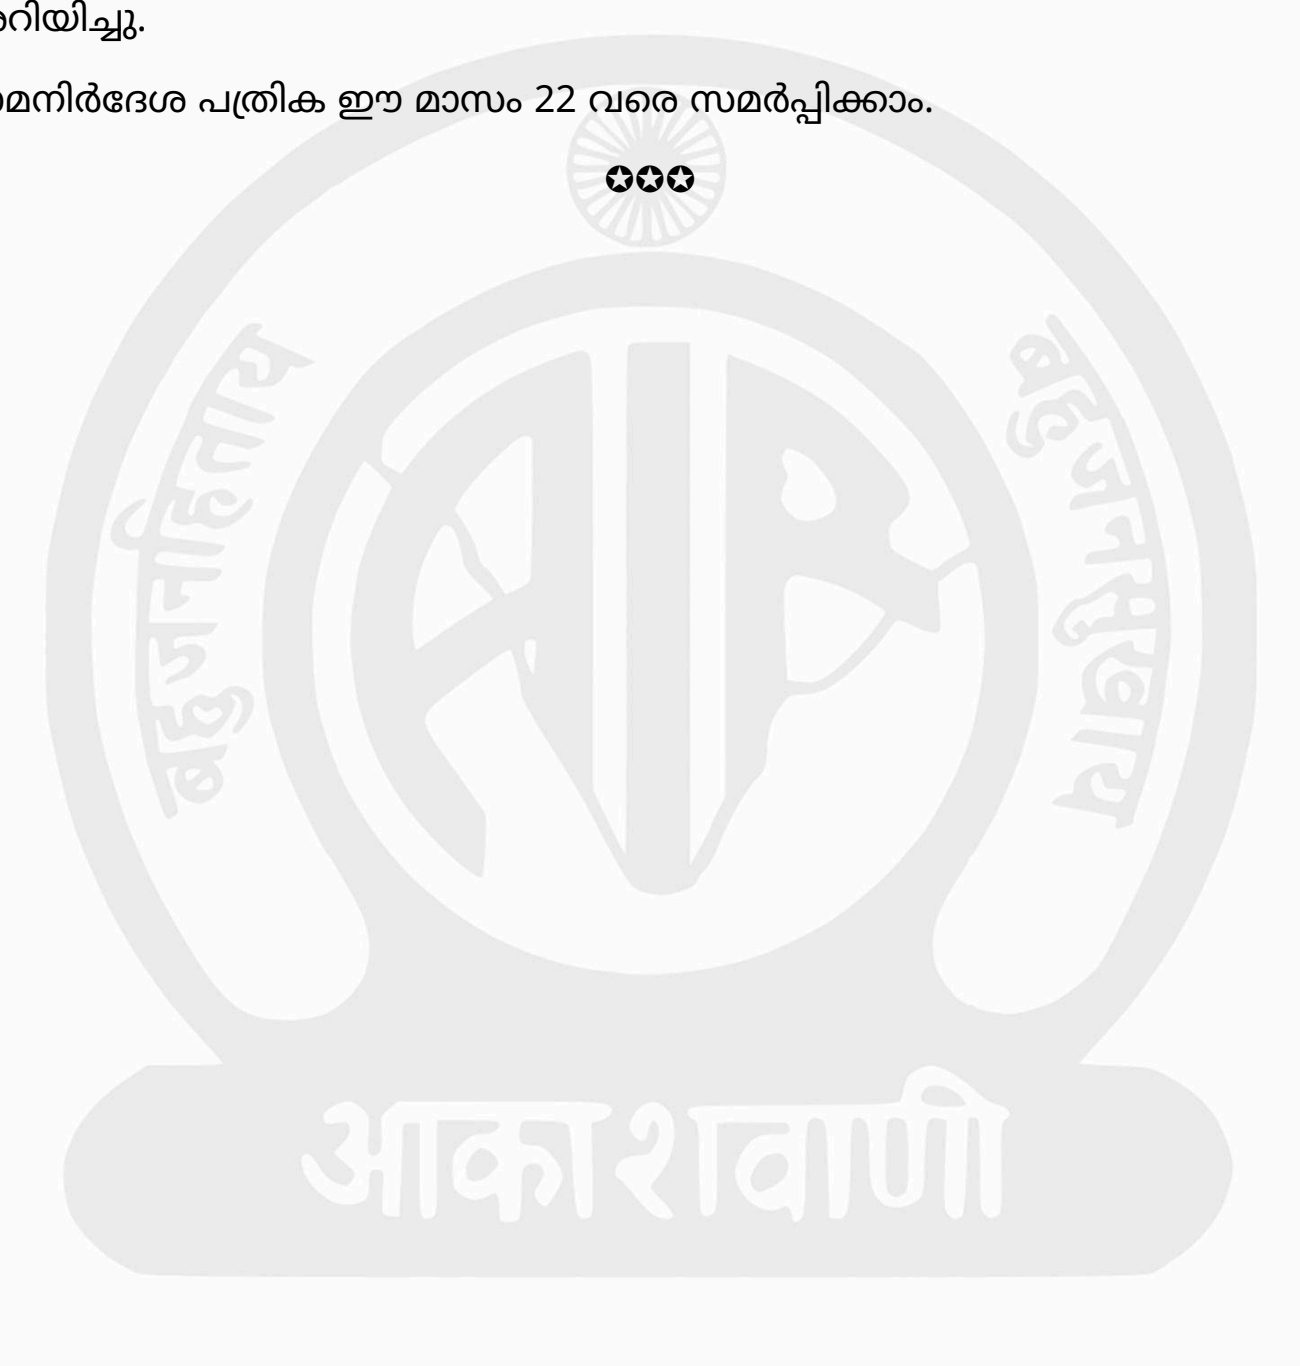 റിയിച്ചു.
മനിർദേശ പത്രിക ഈ മാസം 22 വരെ സമർപ്പിക്കാം.
✪✪✪
बहुजनहिताय
बहुजनसुखाय
आकाशवाणी